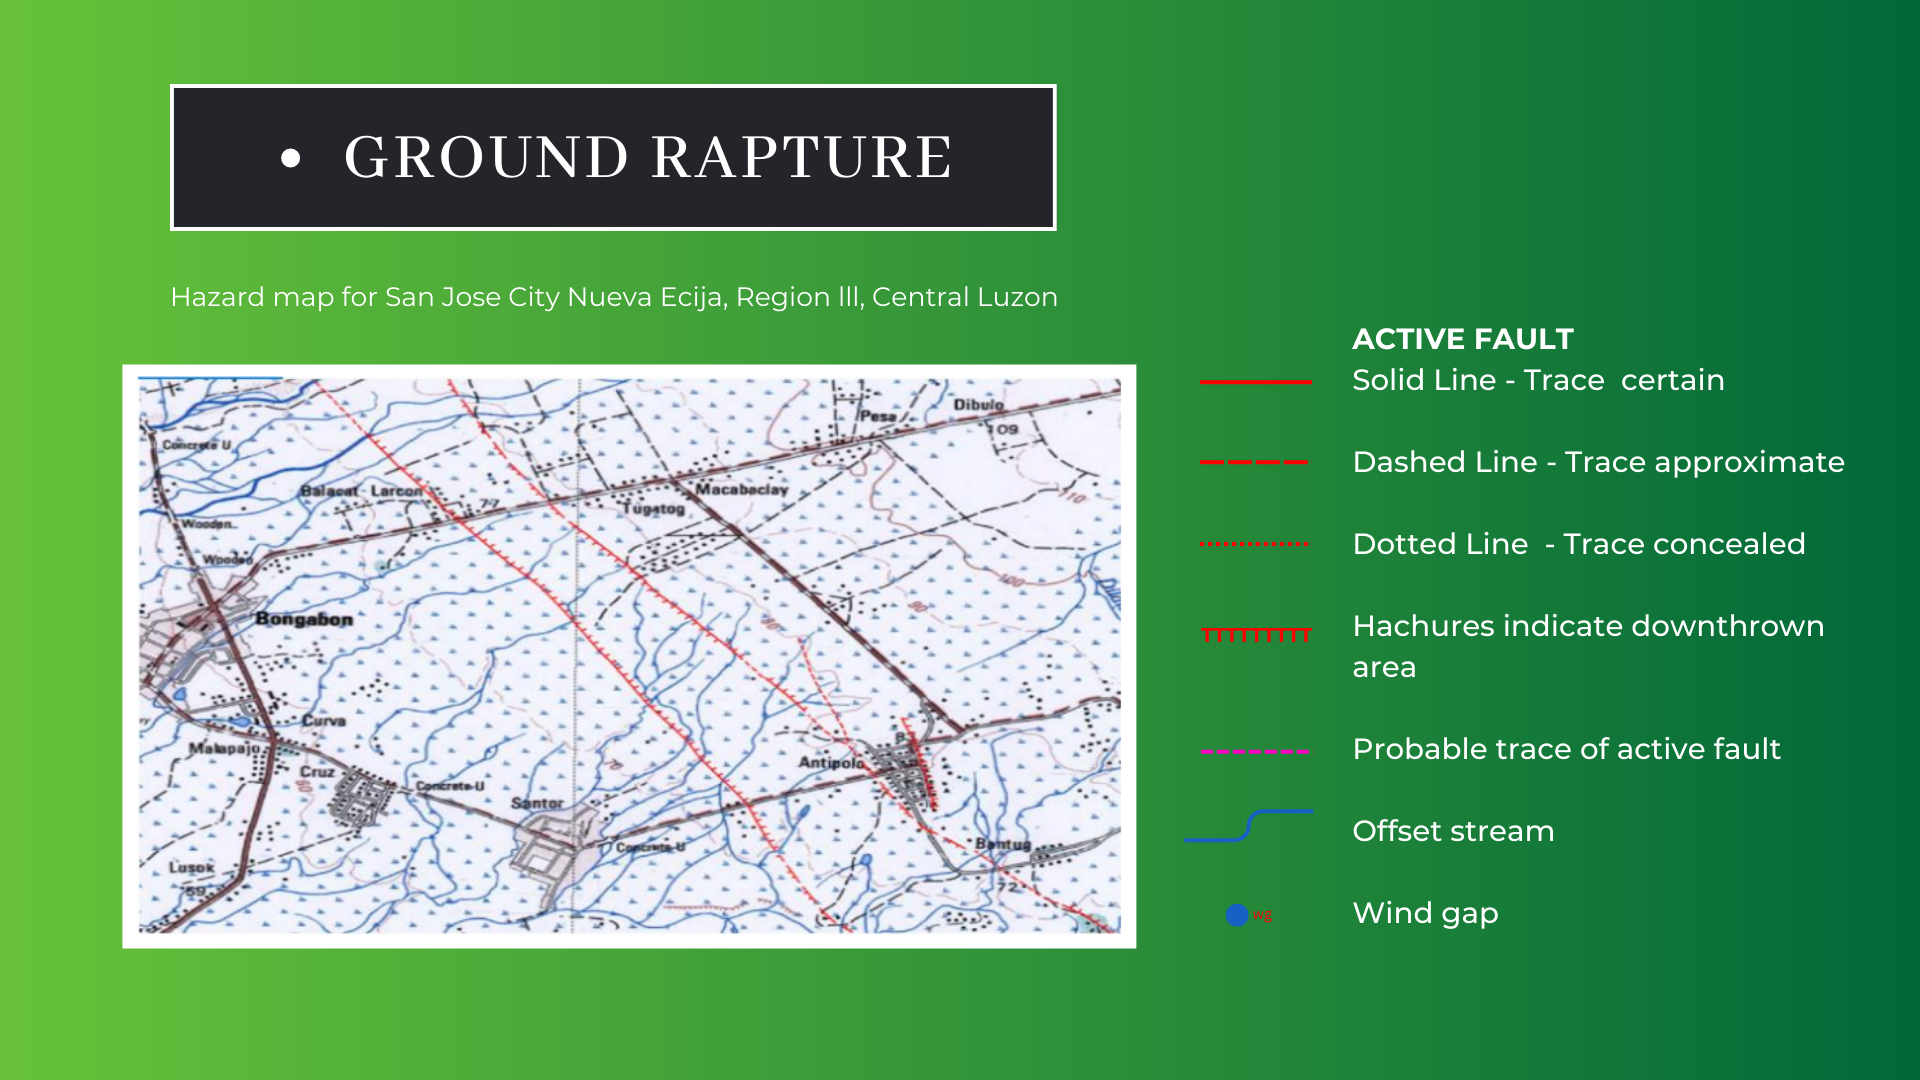 • GROUND RAPTURE
Hazard map for San Jose City Nueva Ecija, Region lll, Central Luzon
ACTIVE FAULT
Solid Line - Trace certain
Dashed Line - Trace approximate
Dotted Line - Trace concealed
Hachures indicate downthrown
area
Probable trace of active fault
Offset stream
wg
Wind gap
Dibulo
Pesa
109
Concrete U
Balacat - Larcon
77
Macabaclay
110
Tugatog
Wooden
Wooden
100
90
Bongabon
80
Curva
Malapajo
Cruz
70
Antipolo
60
Concrete U
Santor
Concrete U
Bantug
Lusok
59
72